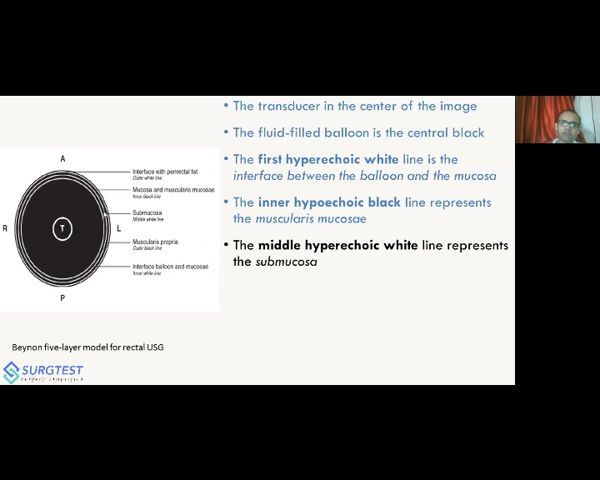 • The transducer in the center of the image
• The fluid-filled balloon is the central black
• The first hyperechoic white line is the
interface between the balloon and the mucosa
• The inner hypoechoic black line represents
the muscularis mucosae
• The middle hyperechoic white line represents
the submucosa
A
Interface with perirectal fat
Outer white line
Mucosa and muscularis mucosae
Inner black line
Submucosa
Middle white line
R
T
L
Muscularis propria
Outer black line
Interface balloon and mucosae
Inner white line
P
Beynon five-layer model for rectal USG
SURGTEST